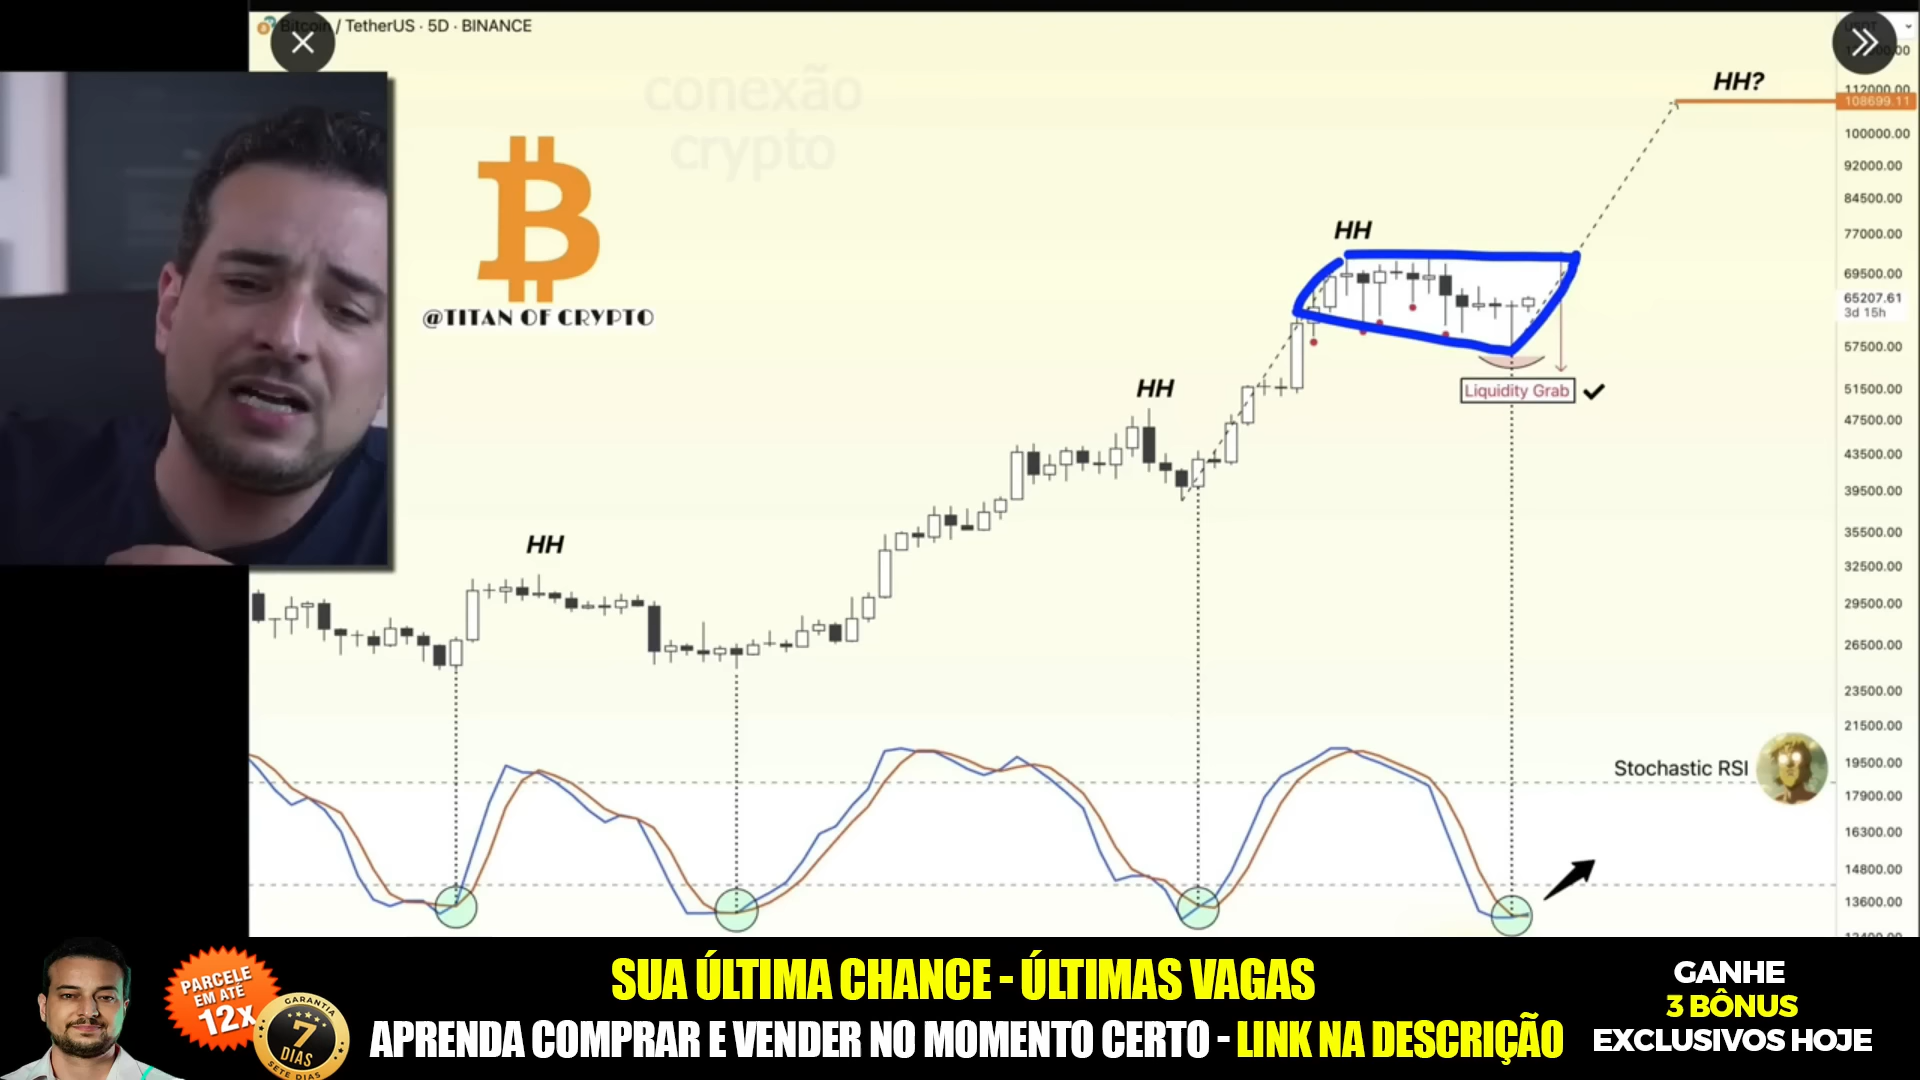 Bitcoin / TetherUS · 5D · BINANCE
conexão
crypto
@TITAN OF CRYPTO
HH
HH
HH
HH?
Liquidity Grab
Stochastic RSI
112000.00
108699.11
100000.00
92000.00
84500.00
77000.00
69500.00
65207.61
3d 15h
57500.00
51500.00
47500.00
43500.00
39500.00
35500.00
32500.00
29500.00
26500.00
23500.00
21500.00
19500.00
17900.00
16300.00
14800.00
13600.00
PARCELE
EM ATÉ
12x
GARANTIA
7
DIAS
SETE DIAS
SUA ÚLTIMA CHANCE - ÚLTIMAS VAGAS
APRENDA COMPRAR E VENDER NO MOMENTO CERTO - LINK NA DESCRIÇÃO
GANHE
3 BÔNUS
EXCLUSIVOS HOJE